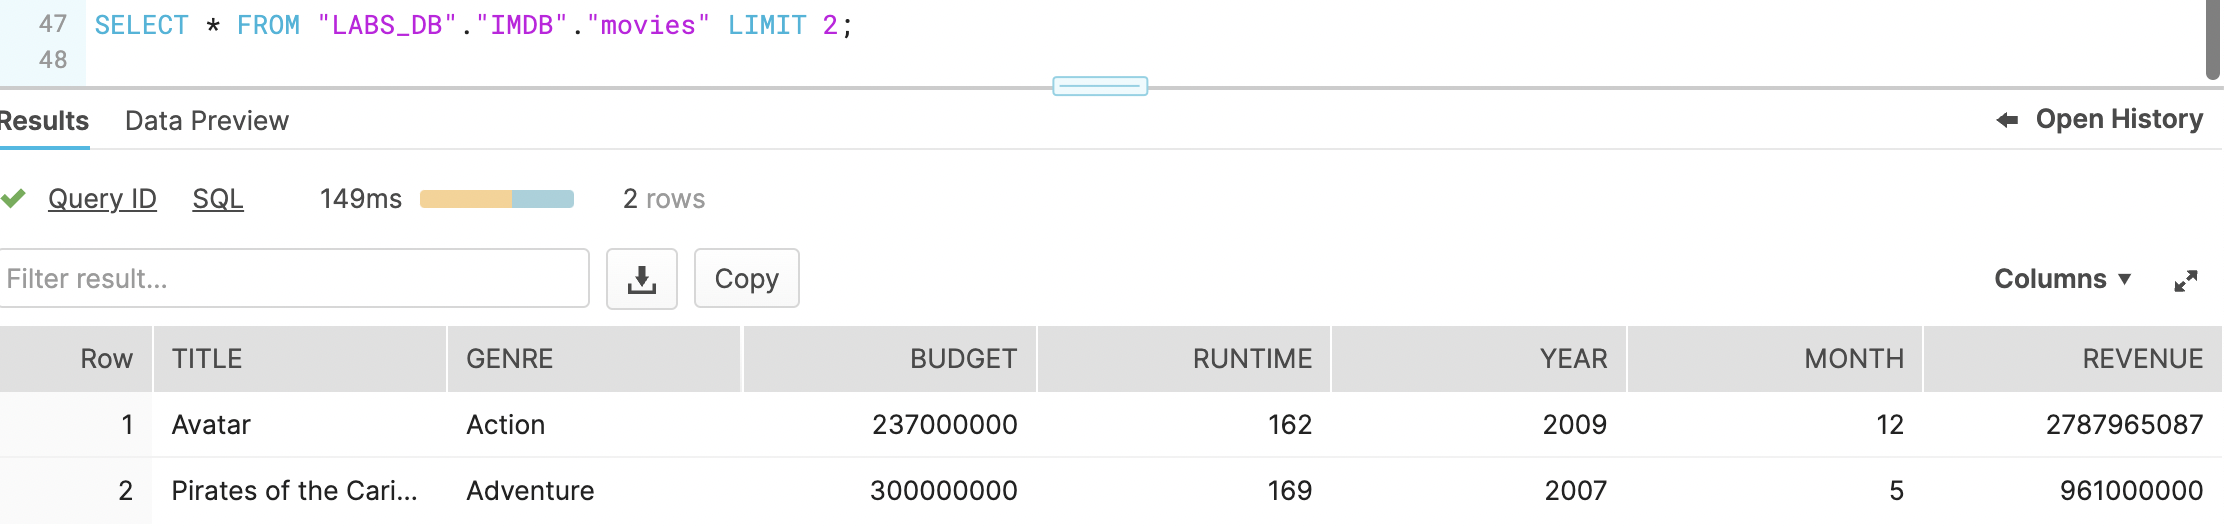 47 SELECT * FROM "LABS_DB"."IMDB"."movies" LIMIT 2;
48
Results Data Preview Open History
Query ID SQL 149ms 2 rows
Filter result... Copy Columns
Row TITLE GENRE BUDGET RUNTIME YEAR MONTH REVENUE
1 Avatar Action 237000000 162 2009 12 2787965087
2 Pirates of the Cari... Adventure 300000000 169 2007 5 961000000